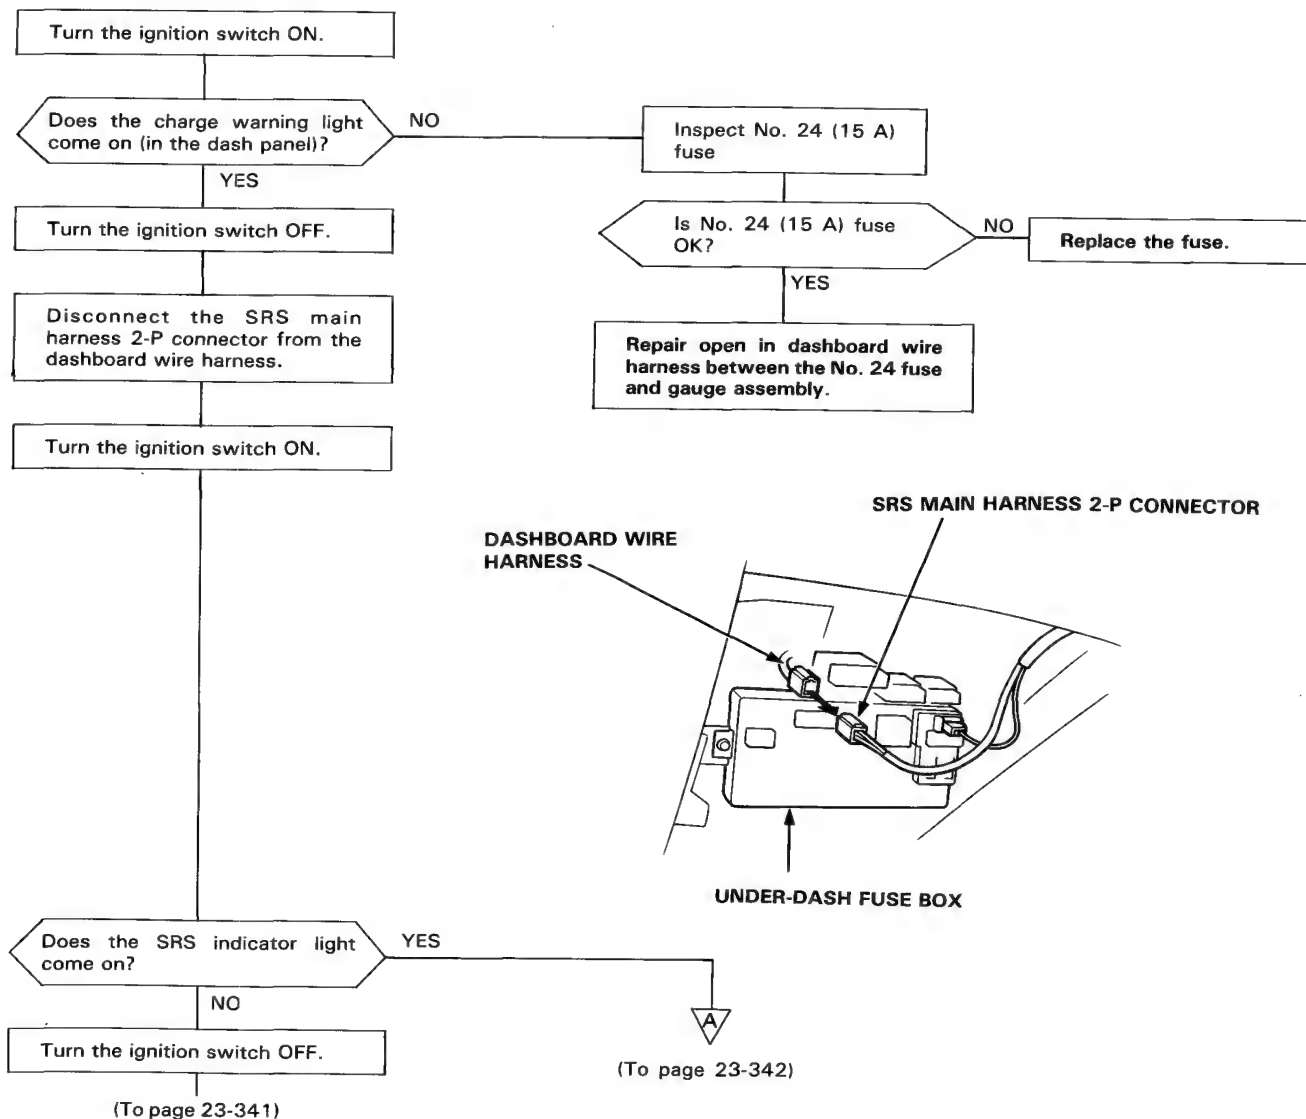 Turn the ignition switch ON.
Does the charge warning light
come on (in the dash panel)?
NO
Inspect No. 24 (15 A)
fuse
YES
Turn the ignition switch OFF.
Is No. 24 (15 A) fuse
OK?
NO
Replace the fuse.
YES
Disconnect the SRS main
harness 2-P connector from the
dashboard wire harness.
Repair open in dashboard wire
harness between the No. 24 fuse
and gauge assembly.
Turn the ignition switch ON.
SRS MAIN HARNESS 2-P CONNECTOR
DASHBOARD WIRE
HARNESS
UNDER-DASH FUSE BOX
Does the SRS indicator light
come on?
YES
NO
A
(To page 23-342)
Turn the ignition switch OFF.
(To page 23-341)